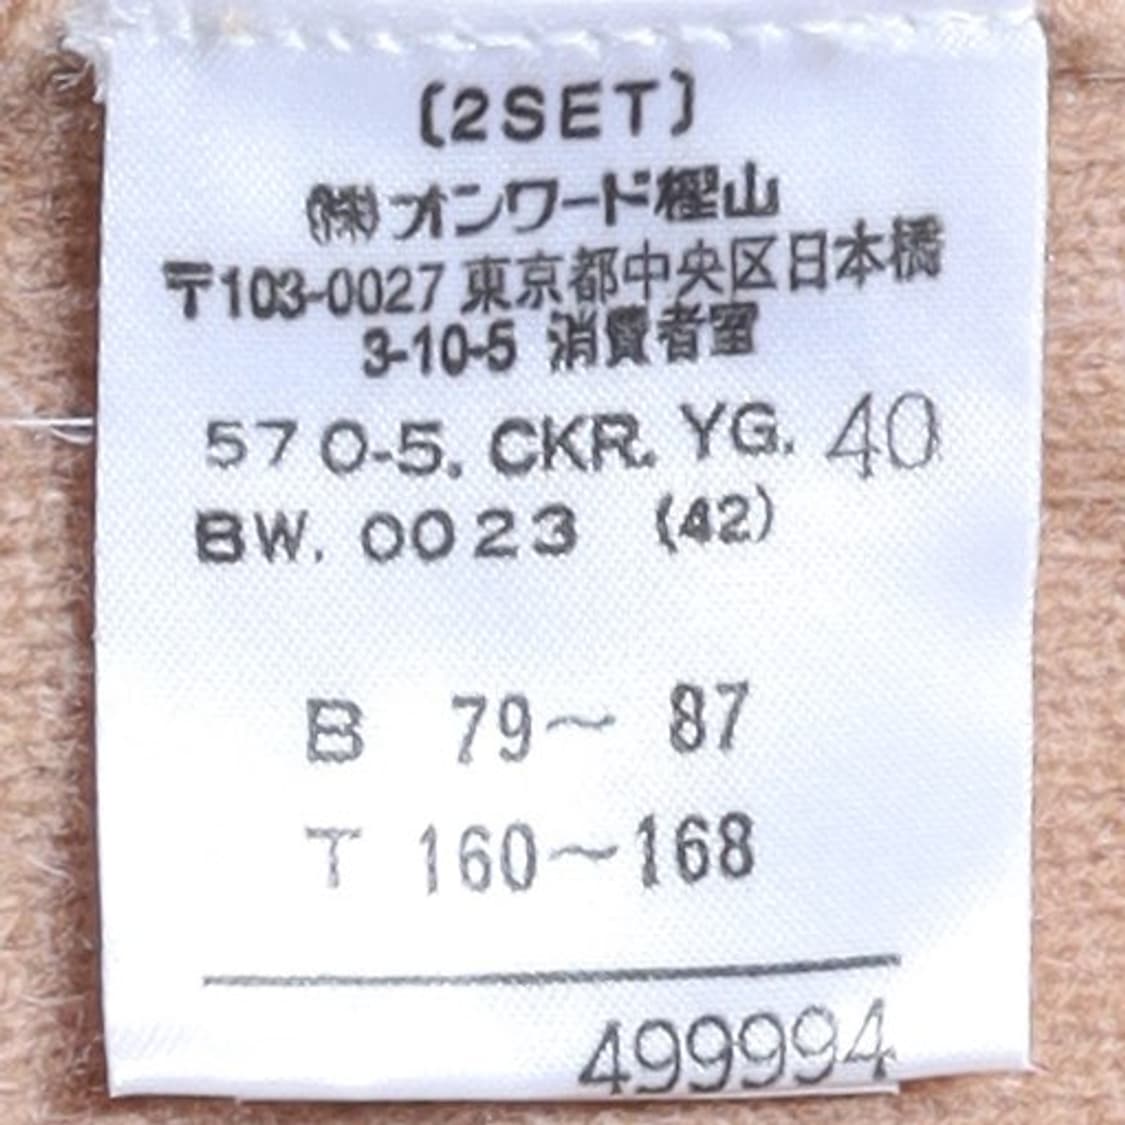 〔2SET〕
㈱オンワード樫山
〒103-0027 東京都中央区日本橋
3-10-5 消費者室
570-5. CKR. YG. 40
BW. 0023 (42)
B 79～ 87
T 160～168
499994